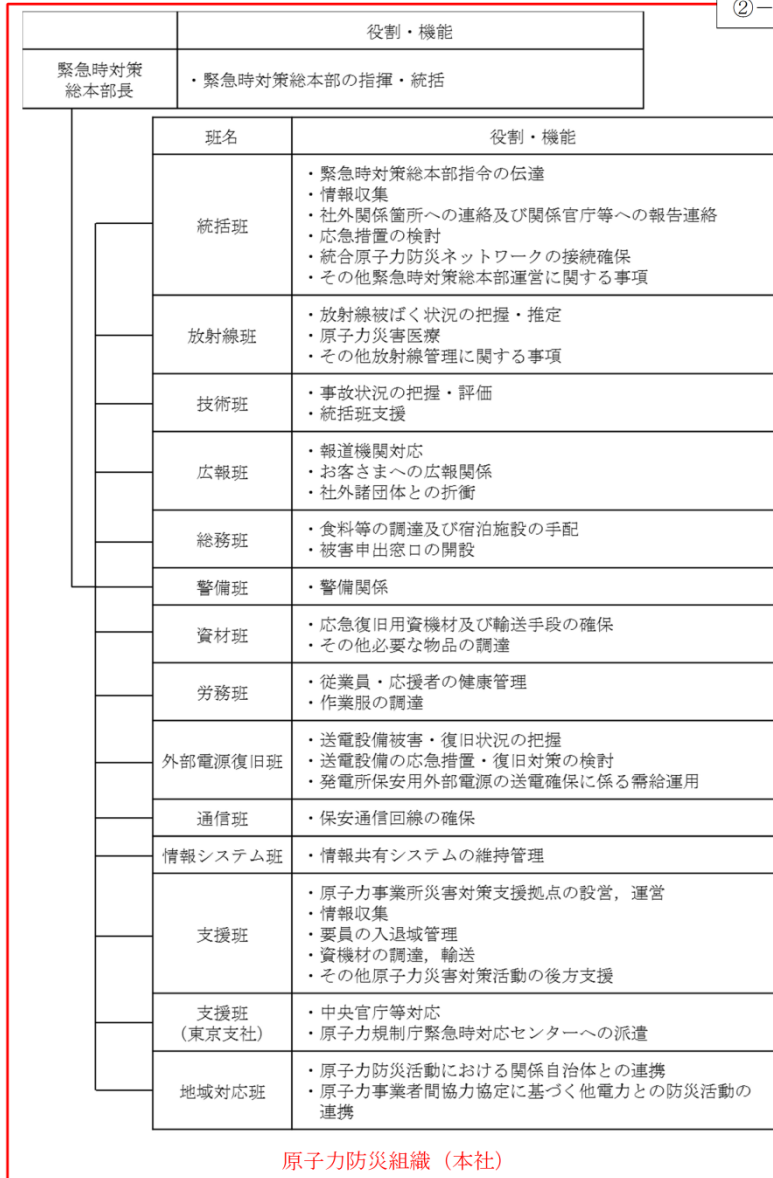 ②－
役割・機能
緊急時対策
総本部長
・緊急時対策総本部の指揮・統括
班名
役割・機能
統括班
・緊急時対策総本部指令の伝達
・情報収集
・社外関係箇所への連絡及び関係官庁等への報告連絡
・応急措置の検討
・統合原子力防災ネットワークの接続確保
・その他緊急時対策総本部運営に関する事項
放射線班
・放射線被ばく状況の把握・推定
・原子力災害医療
・その他放射線管理に関する事項
技術班
・事故状況の把握・評価
・統括班支援
広報班
・報道機関対応
・お客さまへの広報関係
・社外諸団体との折衝
総務班
・食料等の調達及び宿泊施設の手配
・被害申出窓口の開設
警備班
・警備関係
資材班
・応急復旧用資機材及び輸送手段の確保
・その他必要な物品の調達
労務班
・従業員・応援者の健康管理
・作業服の調達
外部電源復旧班
・送電設備被害・復旧状況の把握
・送電設備の応急措置・復旧対策の検討
・発電所保安用外部電源の送電確保に係る需給運用
通信班
・保安通信回線の確保
情報システム班
・情報共有システムの維持管理
支援班
・原子力事業所災害対策支援拠点の設営，運営
・情報収集
・要員の入退域管理
・資機材の調達，輸送
・その他原子力災害対策活動の後方支援
支援班
(東京支社)
・中央官庁等対応
・原子力規制庁緊急時対応センターへの派遣
地域対応班
・原子力防災活動における関係自治体との連携
・原子力事業者間協力協定に基づく他電力との防災活動の
連携
原子力防災組織（本社）